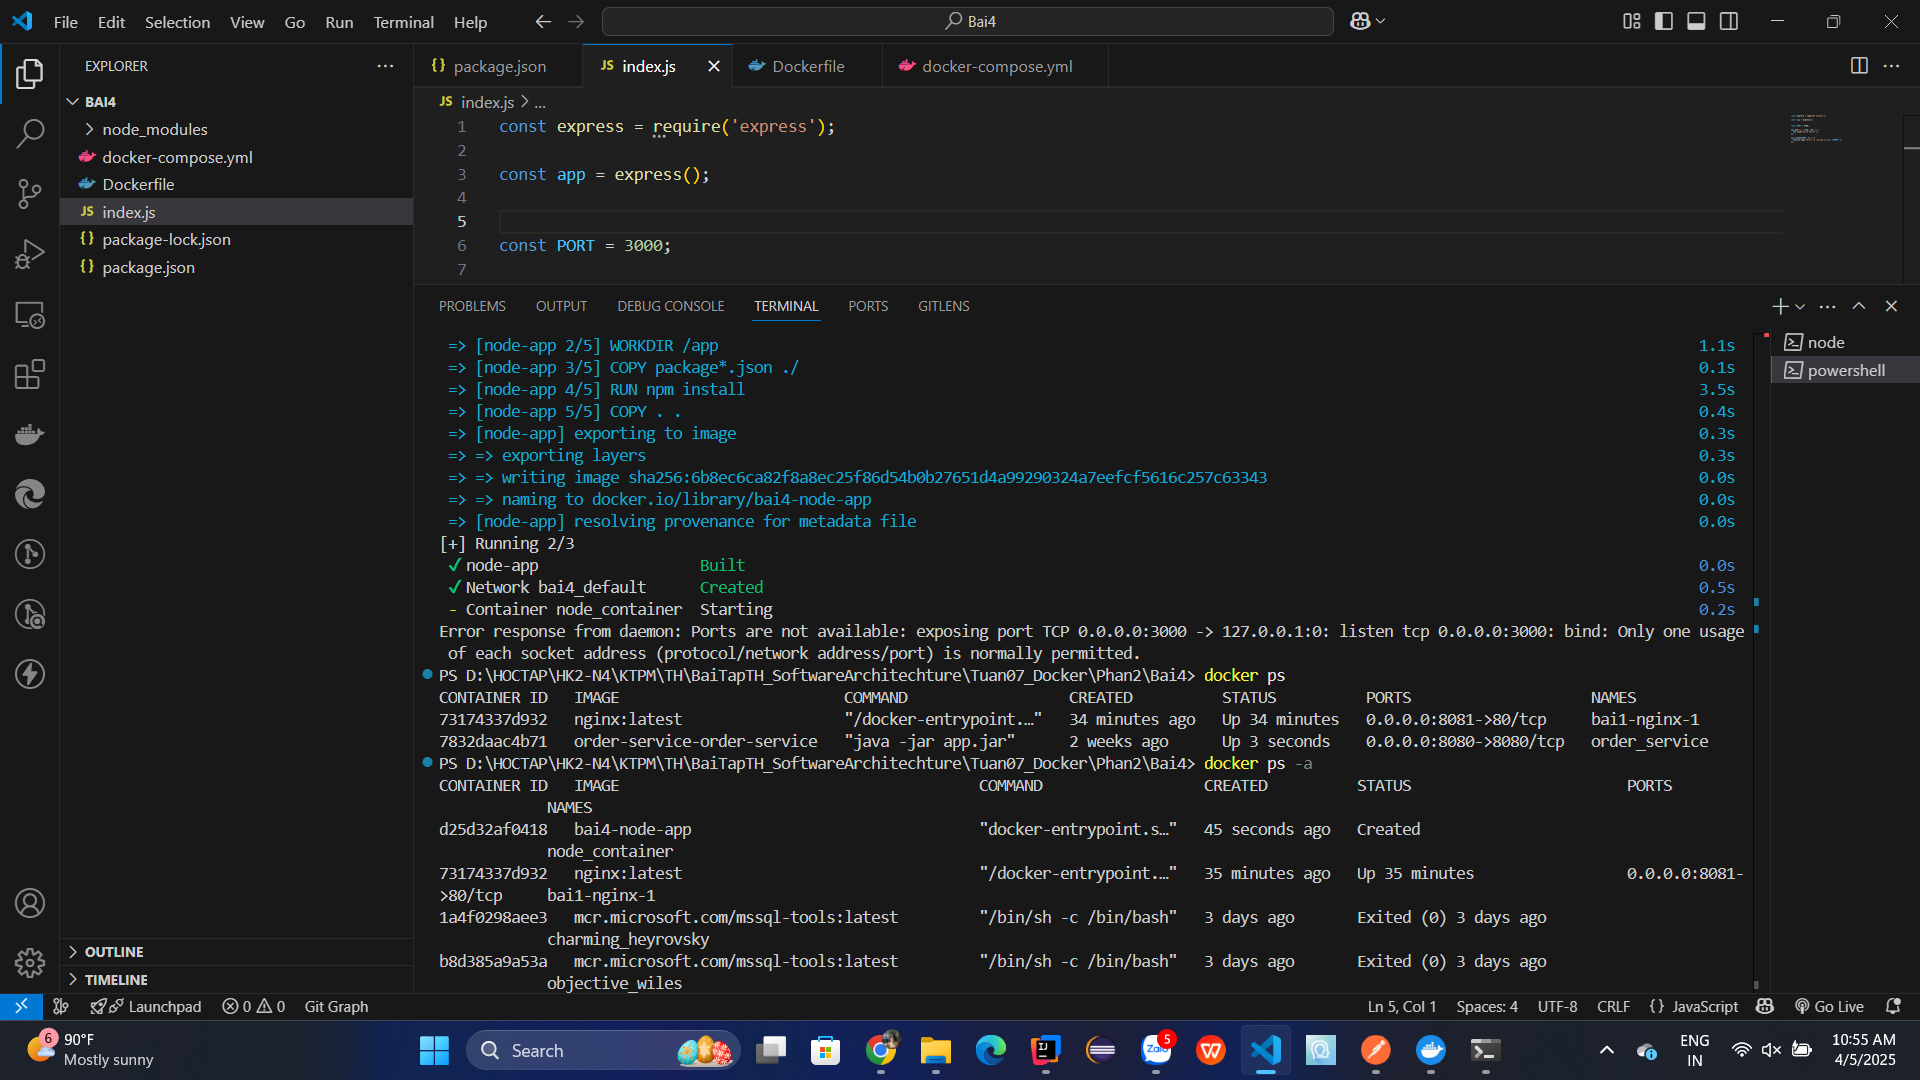 File Edit Selection View Go Run Terminal Help
Bai4
EXPLORER
BAI4
node_modules
docker-compose.yml
Dockerfile
JS index.js
{} package-lock.json
{} package.json
OUTLINE
TIMELINE
{} package.json
JS index.js
Dockerfile
docker-compose.yml
JS index.js > ...
1 const express = require('express');
2
3 const app = express();
4
5
6 const PORT = 3000;
7
PROBLEMS OUTPUT DEBUG CONSOLE TERMINAL PORTS GITLENS
node
powershell
=> [node-app 2/5] WORKDIR /app 1.1s
=> [node-app 3/5] COPY package*.json ./ 0.1s
=> [node-app 4/5] RUN npm install 3.5s
=> [node-app 5/5] COPY . . 0.4s
=> [node-app] exporting to image 0.3s
=> => exporting layers 0.3s
=> => writing image sha256:6b8ec6ca82f8a8ec25f86d54b0b27651d4a99290324a7eefcf5616c257c63343 0.0s
=> => naming to docker.io/library/bai4-node-app 0.0s
=> [node-app] resolving provenance for metadata file 0.0s
[+] Running 2/3
✓ node-app Built 0.0s
✓ Network bai4_default Created 0.5s
- Container node_container Starting 0.2s
Error response from daemon: Ports are not available: exposing port TCP 0.0.0.0:3000 -> 127.0.0.1:0: listen tcp 0.0.0.0:3000: bind: Only one usage
of each socket address (protocol/network address/port) is normally permitted.
PS D:\HOCTAP\HK2-N4\KTPM\TH\BaiTapTH_SoftwareArchitechture\Tuan07_Docker\Phan2\Bai4> docker ps
CONTAINER ID IMAGE COMMAND CREATED STATUS PORTS NAMES
73174337d932 nginx:latest "/docker-entrypoint.…" 34 minutes ago Up 34 minutes 0.0.0.0:8081->80/tcp bai1-nginx-1
7832daac4b71 order-service-order-service "java -jar app.jar" 2 weeks ago Up 3 seconds 0.0.0.0:8080->8080/tcp order_service
PS D:\HOCTAP\HK2-N4\KTPM\TH\BaiTapTH_SoftwareArchitechture\Tuan07_Docker\Phan2\Bai4> docker ps -a
CONTAINER ID IMAGE COMMAND CREATED STATUS PORTS
NAMES
d25d32af0418 bai4-node-app "docker-entrypoint.s…" 45 seconds ago Created
node_container
73174337d932 nginx:latest "/docker-entrypoint.…" 35 minutes ago Up 35 minutes 0.0.0.0:8081-
>80/tcp bai1-nginx-1
1a4f0298aee3 mcr.microsoft.com/mssql-tools:latest "/bin/sh -c /bin/bash" 3 days ago Exited (0) 3 days ago
charming_heyrovsky
b8d385a9a53a mcr.microsoft.com/mssql-tools:latest "/bin/sh -c /bin/bash" 3 days ago Exited (0) 3 days ago
objective_wiles
Launchpad 0 0 Git Graph Ln 5, Col 1 Spaces: 4 UTF-8 CRLF {} JavaScript Go Live
6 90°F
Mostly sunny
Search
Zalo 5
ENG
IN
10:55 AM
4/5/2025